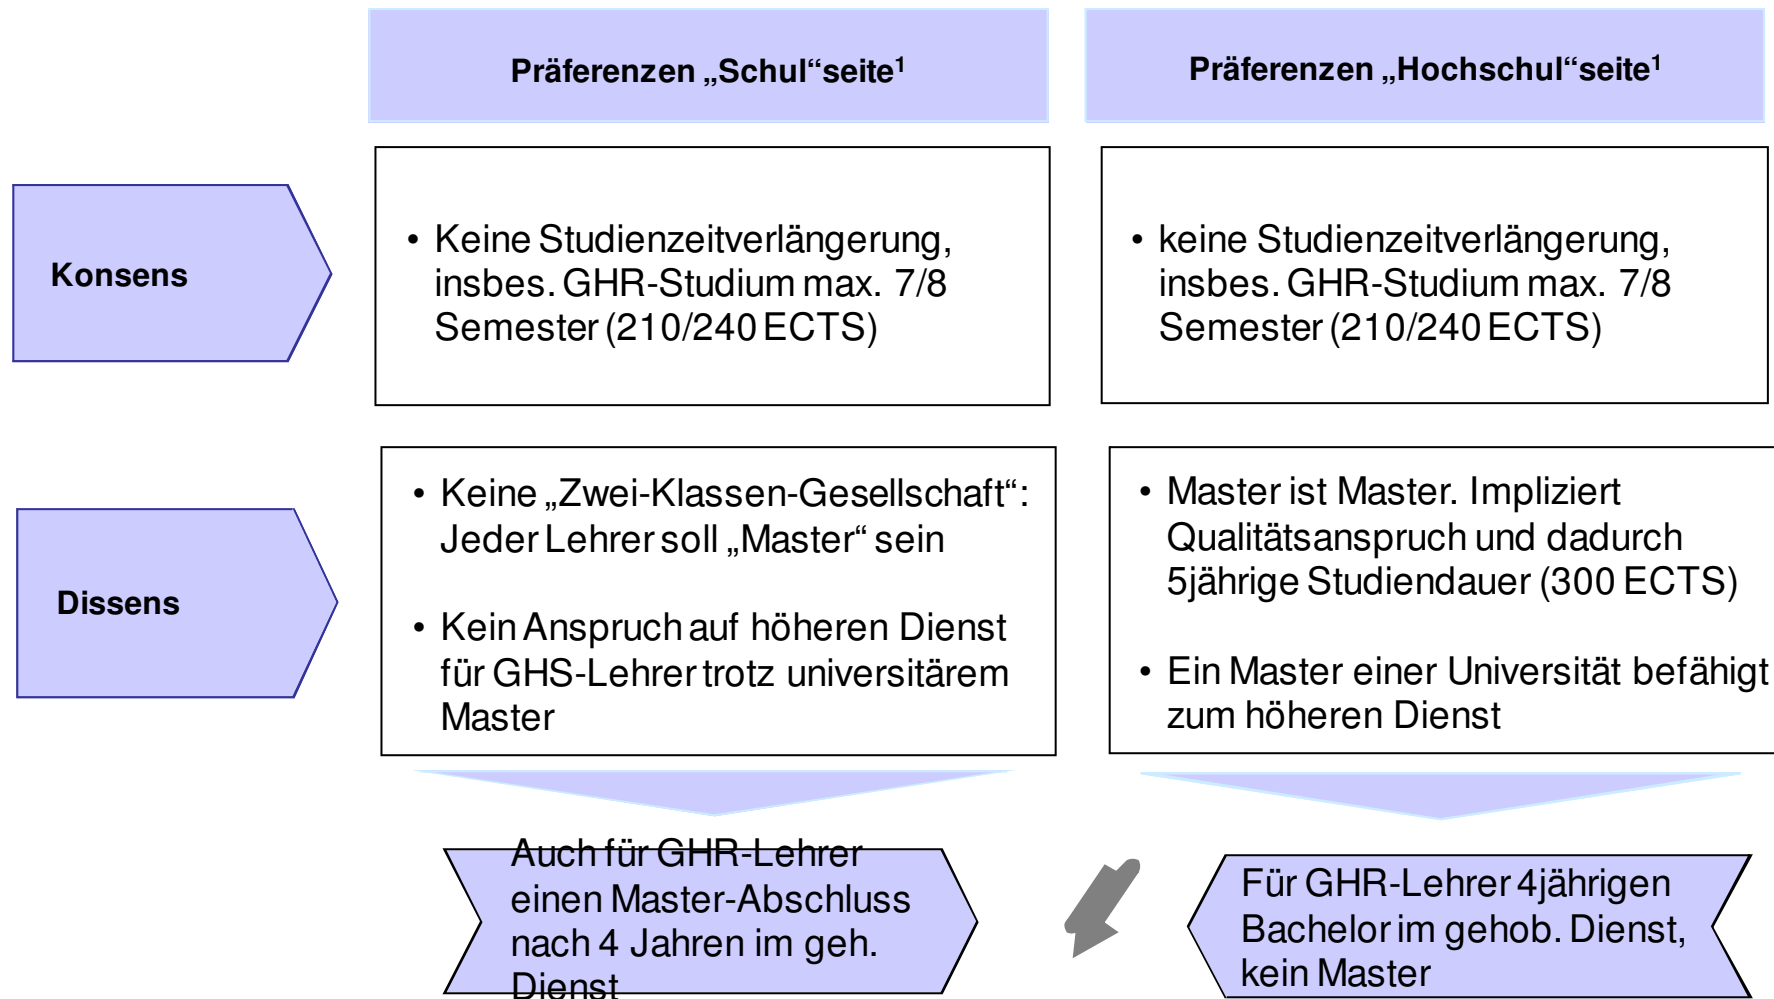 Präferenzen „Schul“seite¹
Präferenzen „Hochschul“seite¹
Konsens
• Keine Studienzeitverlängerung,
insbes. GHR-Studium max. 7/8
Semester (210/240 ECTS)
• keine Studienzeitverlängerung,
insbes. GHR-Studium max. 7/8
Semester (210/240 ECTS)
Dissens
• Keine „Zwei-Klassen-Gesellschaft“:
Jeder Lehrer soll „Master“ sein
• Kein Anspruch auf höheren Dienst
für GHS-Lehrer trotz universitärem
Master
• Master ist Master. Impliziert
Qualitätsanspruch und dadurch
5jährige Studiendauer (300 ECTS)
• Ein Master einer Universität befähigt
zum höheren Dienst
Auch für GHR-Lehrer
einen Master-Abschluss
nach 4 Jahren im geh.
Dienst
Für GHR-Lehrer 4jährigen
Bachelor im gehob. Dienst,
kein Master